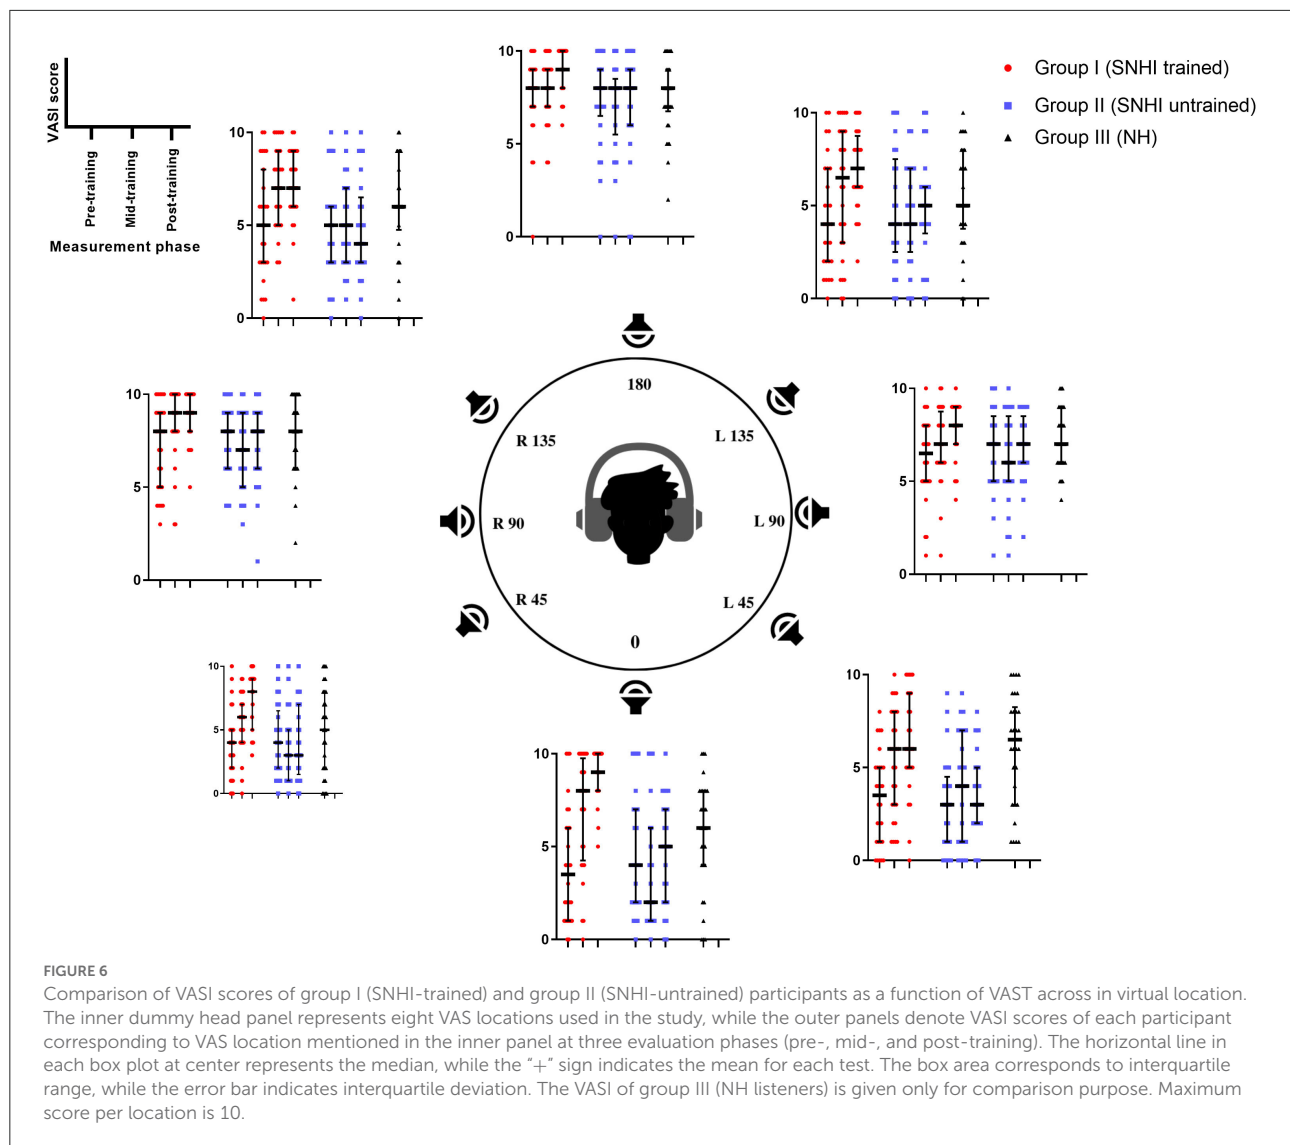 VASI score
Pre-training
Mid-training
Post-training
Measurement phase
Group I (SNHI trained)
Group II (SNHI untrained)
Group III (NH)
10
5
0
10
5
0
10
5
0
10
5
0
10
5
0
10
5
0
10
5
0
10
5
0
180
R 135
L 135
R 90
L 90
R 45
L 45
0
FIGURE 6
Comparison of VASI scores of group I (SNHI-trained) and group II (SNHI-untrained) participants as a function of VAST across in virtual location.
The inner dummy head panel represents eight VAS locations used in the study, while the outer panels denote VASI scores of each participant
corresponding to VAS location mentioned in the inner panel at three evaluation phases (pre-, mid-, and post-training). The horizontal line in
each box plot at center represents the median, while the "+" sign indicates the mean for each test. The box area corresponds to interquartile
range, while the error bar indicates interquartile deviation. The VASI of group III (NH listeners) is given only for comparison purpose. Maximum
score per location is 10.